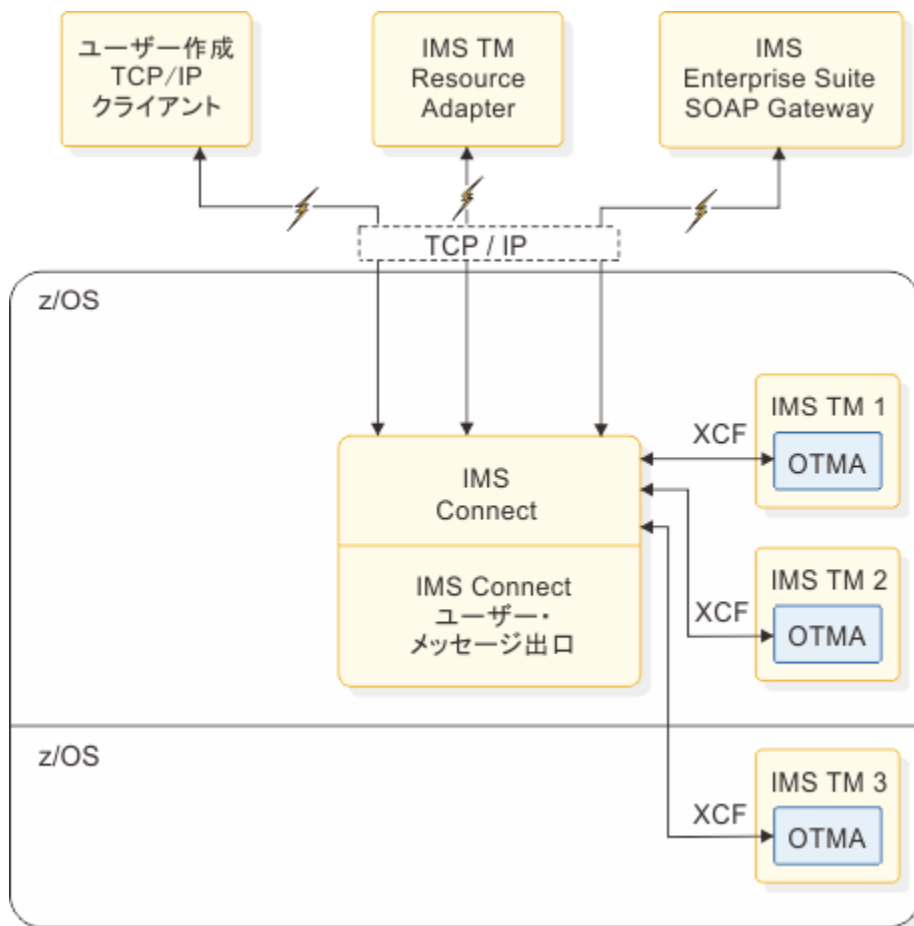 ユーザー作成
TCP/IP
クライアント
IMS TM
Resource
Adapter
IMS
Enterprise Suite
SOAP Gateway
TCP / IP
z/OS
IMS
Connect
IMS Connect
ユーザー・
メッセージ出口
XCF
IMS TM 1
OTMA
XCF
IMS TM 2
OTMA
z/OS
XCF
IMS TM 3
OTMA